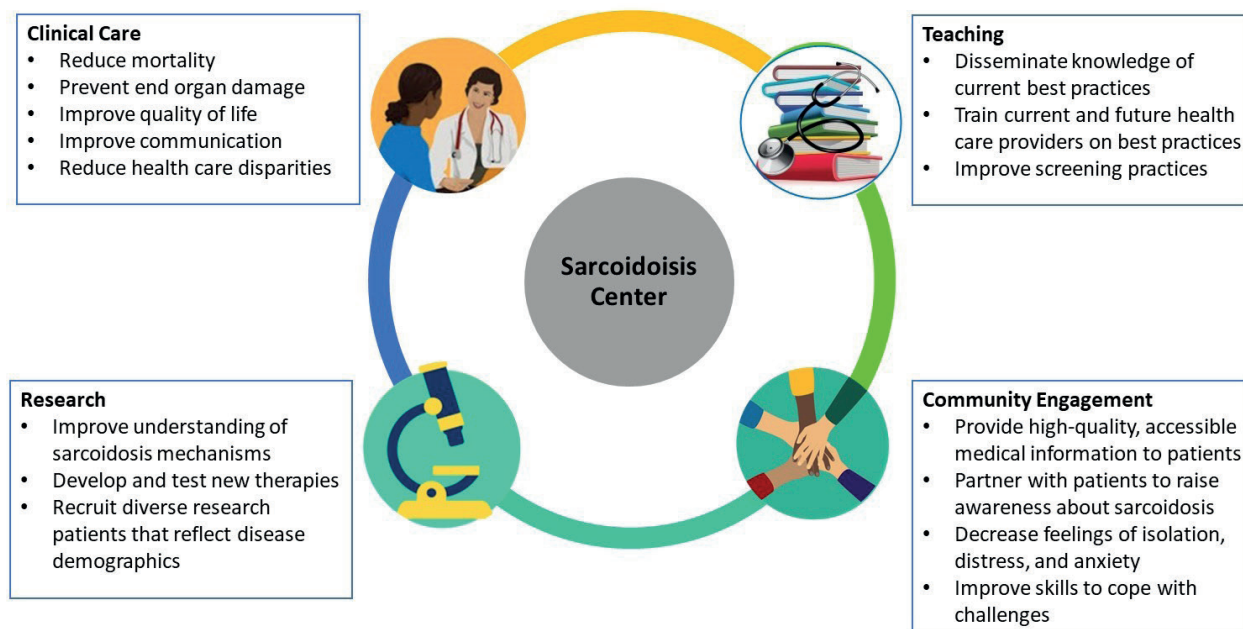 Clinical Care
• Reduce mortality
• Prevent end organ damage
• Improve quality of life
• Improve communication
• Reduce health care disparities
Teaching
• Disseminate knowledge of
current best practices
• Train current and future health
care providers on best practices
• Improve screening practices
Sarcoidoisis
Center
Research
• Improve understanding of
sarcoidosis mechanisms
• Develop and test new therapies
• Recruit diverse research
patients that reflect disease
demographics
Community Engagement
• Provide high-quality, accessible
medical information to patients
• Partner with patients to raise
awareness about sarcoidosis
• Decrease feelings of isolation,
distress, and anxiety
• Improve skills to cope with
challenges